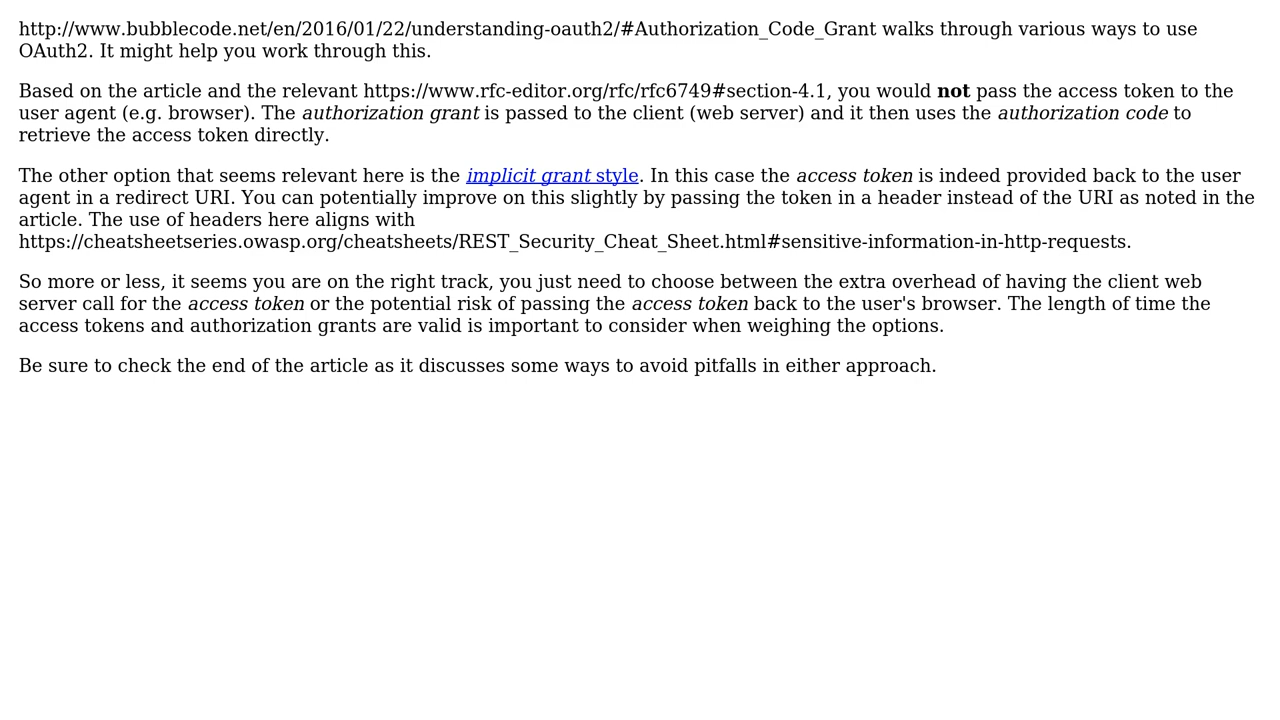 http://www.bubblecode.net/en/2016/01/22/understanding-oauth2/#Authorization_Code_Grant walks through various ways to use
OAuth2. It might help you work through this.
Based on the article and the relevant https://www.rfc-editor.org/rfc/rfc6749#section-4.1, you would not pass the access token to the
user agent (e.g. browser). The authorization grant is passed to the client (web server) and it then uses the authorization code to
retrieve the access token directly.
The other option that seems relevant here is the implicit grant style. In this case the access token is indeed provided back to the user
agent in a redirect URI. You can potentially improve on this slightly by passing the token in a header instead of the URI as noted in the
article. The use of headers here aligns with
https://cheatsheetseries.owasp.org/cheatsheets/REST_Security_Cheat_Sheet.html#sensitive-information-in-http-requests.
So more or less, it seems you are on the right track, you just need to choose between the extra overhead of having the client web
server call for the access token or the potential risk of passing the access token back to the user's browser. The length of time the
access tokens and authorization grants are valid is important to consider when weighing the options.
Be sure to check the end of the article as it discusses some ways to avoid pitfalls in either approach.